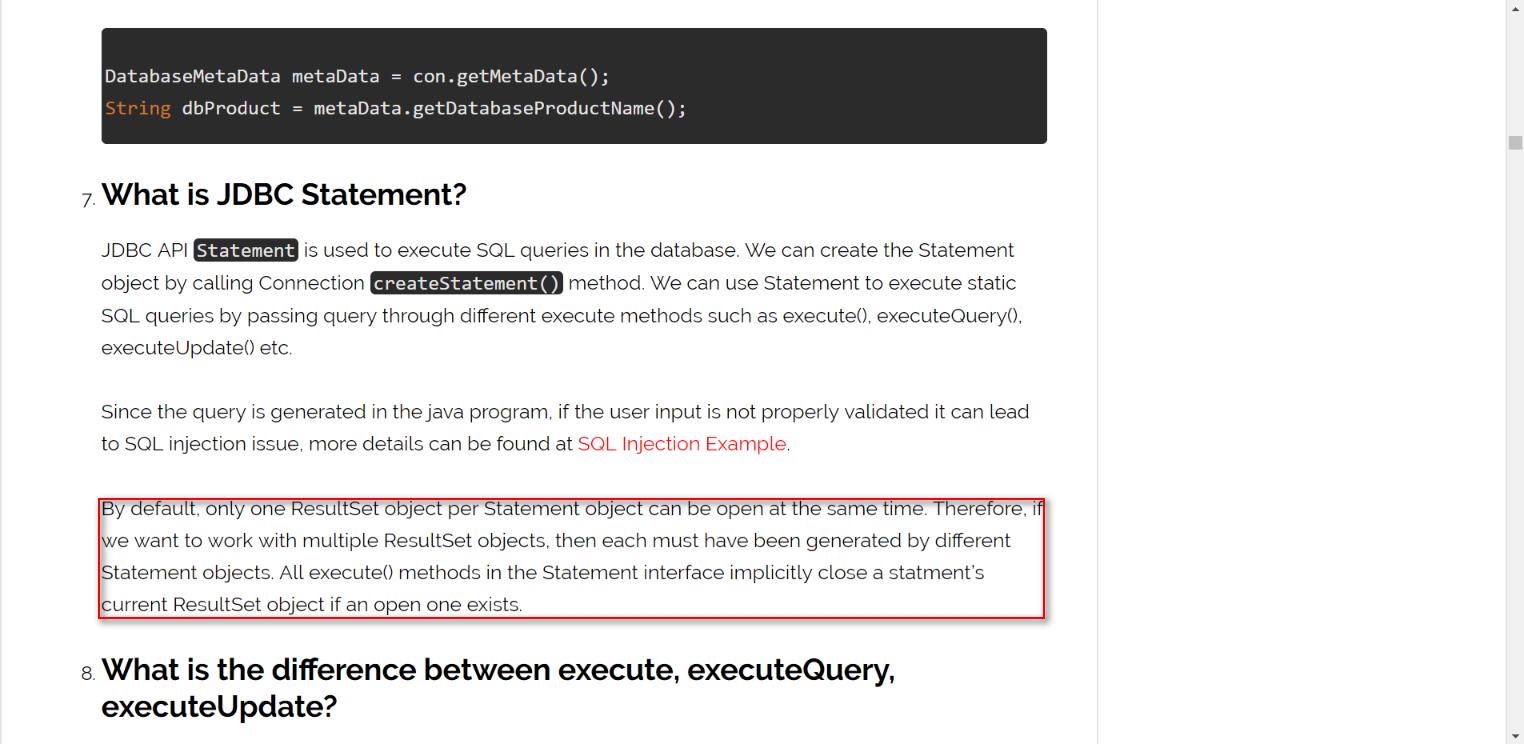 DatabaseMetaData metaData = con.getMetaData();
String dbProduct = metaData.getDatabaseProductName();
7. What is JDBC Statement?
JDBC API Statement is used to execute SQL queries in the database. We can create the Statement
object by calling Connection createStatement() method. We can use Statement to execute static
SQL queries by passing query through different execute methods such as execute(), executeQuery(),
executeUpdate() etc.
Since the query is generated in the java program, if the user input is not properly validated it can lead
to SQL injection issue, more details can be found at SQL Injection Example.
By default, only one ResultSet object per Statement object can be open at the same time. Therefore, if
we want to work with multiple ResultSet objects, then each must have been generated by different
Statement objects. All execute() methods in the Statement interface implicitly close a statment's
current ResultSet object if an open one exists.
8. What is the difference between execute, executeQuery,
executeUpdate?